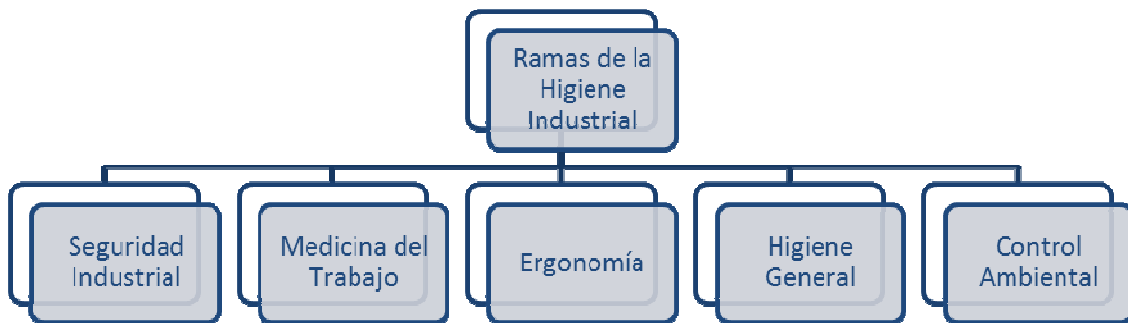 Ramas de la
Higiene
Industrial
Seguridad
Industrial
Medicina del
Trabajo
Ergonomía
Higiene
General
Control
Ambiental